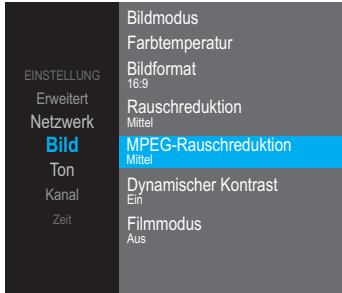 EINSTELLUNG
Erweitert
Netzwerk
Bild
Ton
Kanal
Zeit
Bildmodus
Farbtemperatur
Bildformat
16:9
Rauschreduktion
Mittel
MPEG-Rauschreduktion
Mittel
Dynamischer Kontrast
Ein
Filmmodus
Aus